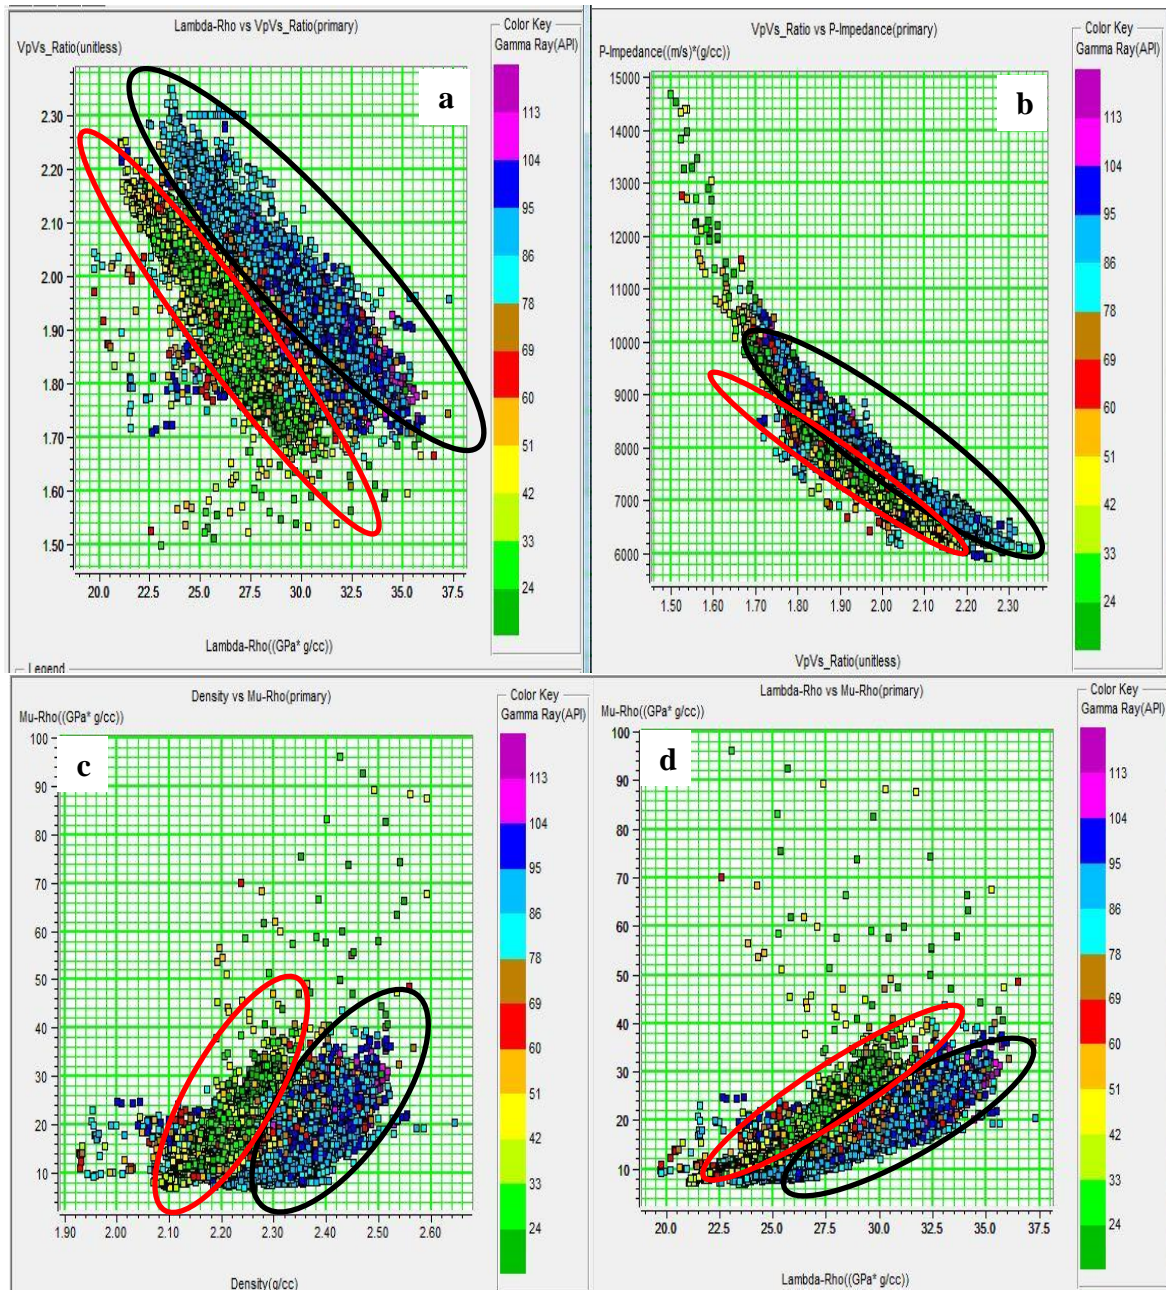 Lambda-Rho vs VpVs_Ratio(primary)
VpVs_Ratio(unitless)
Color Key
Gamma Ray(API)
a
2.30
2.20
2.10
2.00
1.90
1.80
1.70
1.60
1.50
20.0 22.5 25.0 27.5 30.0 32.5 35.0 37.5
Lambda-Rho((GPa* g/cc))
113
104
95
86
78
69
60
51
42
33
24
Legend
VpVs_Ratio vs P-Impedance(primary)
P-Impedance((m/s)*(g/cc))
Color Key
Gamma Ray(API)
b
15000
14000
13000
12000
11000
10000
9000
8000
7000
6000
1.50 1.60 1.70 1.80 1.90 2.00 2.10 2.20 2.30
VpVs_Ratio(unitless)
113
104
95
86
78
69
60
51
42
33
24
Density vs Mu-Rho(primary)
Mu-Rho((GPa* g/cc))
Color Key
Gamma Ray(API)
c
100
90
80
70
60
50
40
30
20
10
1.90 2.00 2.10 2.20 2.30 2.40 2.50 2.60
Density(g/cc)
113
104
95
86
78
69
60
51
42
33
24
Lambda-Rho vs Mu-Rho(primary)
Mu-Rho((GPa* g/cc))
Color Key
Gamma Ray(API)
d
100
90
80
70
60
50
40
30
20
10
20.0 22.5 25.0 27.5 30.0 32.5 35.0 37.5
Lambda-Rho((GPa* g/cc))
113
104
95
86
78
69
60
51
42
33
24